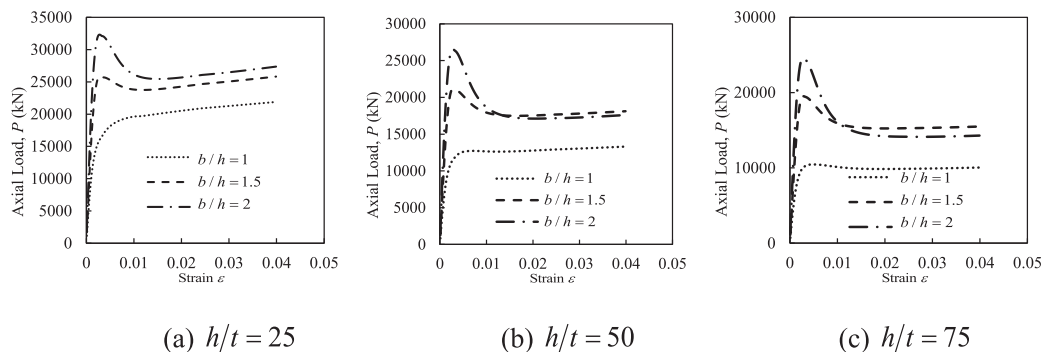 40000
35000
30000
25000
20000
15000
10000
5000
0
Axial Load, P (kN)
b / h = 1
b / h = 1.5
b / h = 2
0 0.01 0.02 0.03 0.04 0.05
Strain ε
(a) h/t = 25
30000
25000
20000
15000
10000
5000
0
Axial Load, P (kN)
b / h = 1
b / h = 1.5
b / h = 2
0 0.01 0.02 0.03 0.04 0.05
Strain ε
(b) h/t = 50
30000
20000
10000
0
Axial Load, P (kN)
b / h = 1
b / h = 1.5
b / h = 2
0 0.01 0.02 0.03 0.04 0.05
Strain ε
(c) h/t = 75